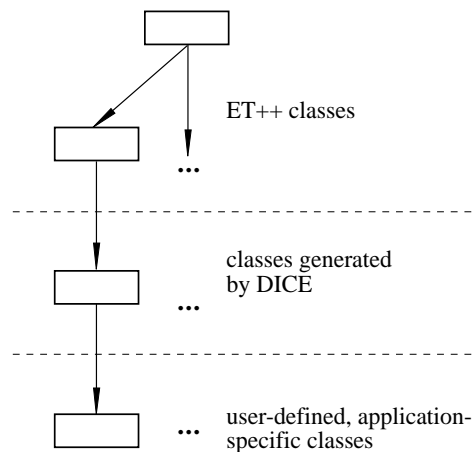 ET++ classes
...
classes generated
by DICE
...
... user-defined, application-
specific classes